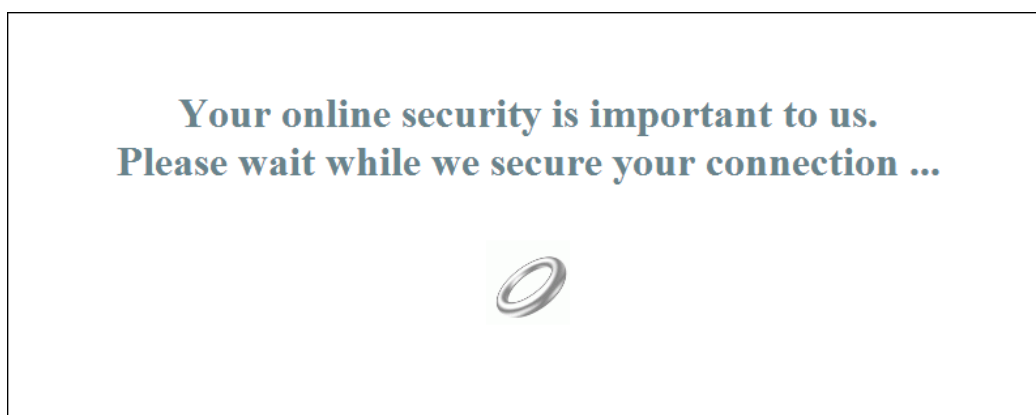 Your online security is important to us.
Please wait while we secure your connection ...